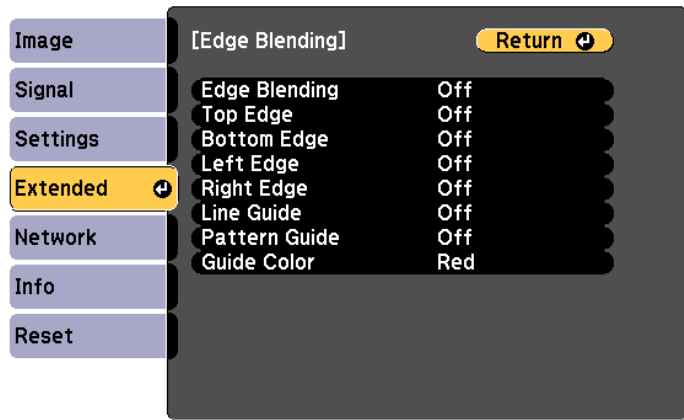 Image
Signal
Settings
Extended
Network
Info
Reset
[Edge Blending] Return
Edge Blending Off
Top Edge Off
Bottom Edge Off
Left Edge Off
Right Edge Off
Line Guide Off
Pattern Guide Off
Guide Color Red